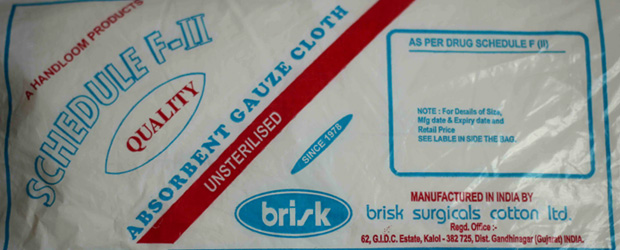 A HANDLOOM PRODUCTS
SCHEDULE F-II
QUALITY
ABSORBENT GAUZE CLOTH
UNSTERILISED
SINCE 1978
AS PER DRUG SCHEDULE F (II)
NOTE : For Details of Size,
Mfg date & Expiry date and
Retail Price
SEE LABLE IN SIDE THE BAG.
brisk
MANUFACTURED IN INDIA BY
brisk surgicals cotton ltd.
Regd. Office :-
62, G.I.D.C. Estate, Kalol - 382 725, Dist. Gandhinagar (Gujarat) INDIA.